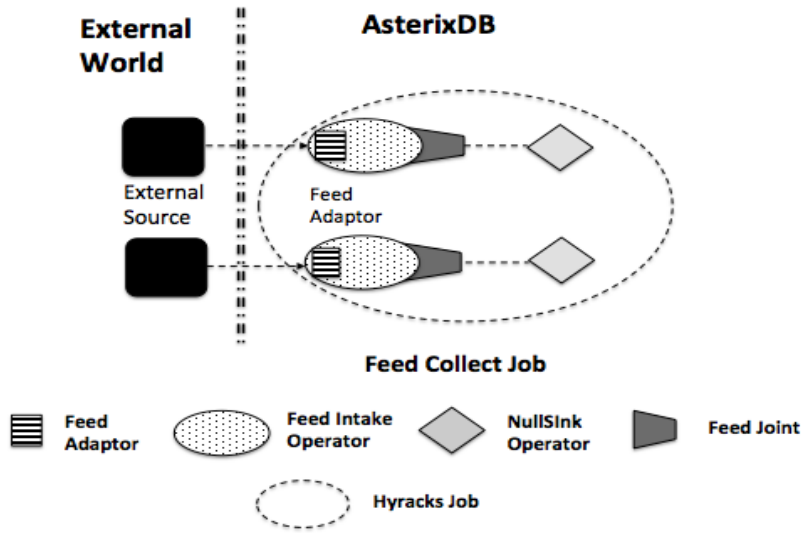 External
World
AsterixDB
External
Source
Feed
Adaptor
Feed Collect Job
Feed
Adaptor
Feed Intake
Operator
NullSInk
Operator
Feed Joint
Hyracks Job